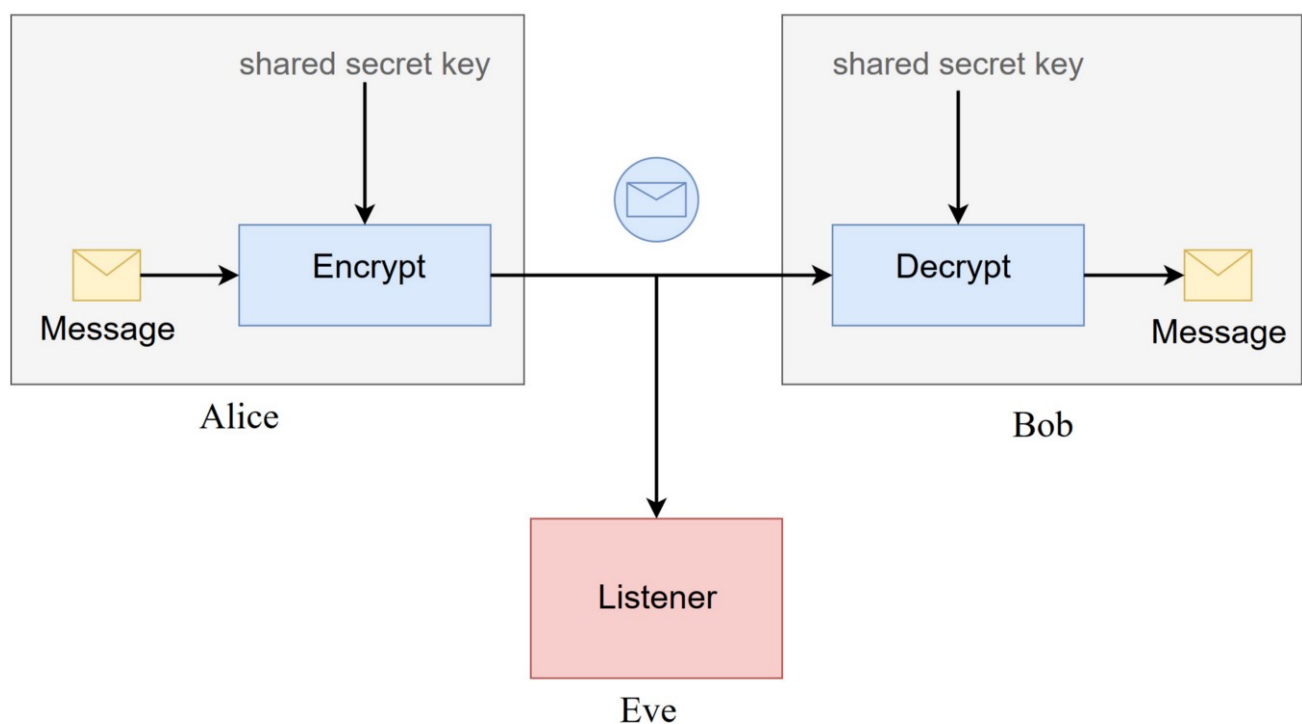 shared secret key
shared secret key
Encrypt
Decrypt
Message
Message
Alice
Bob
Listener
Eve